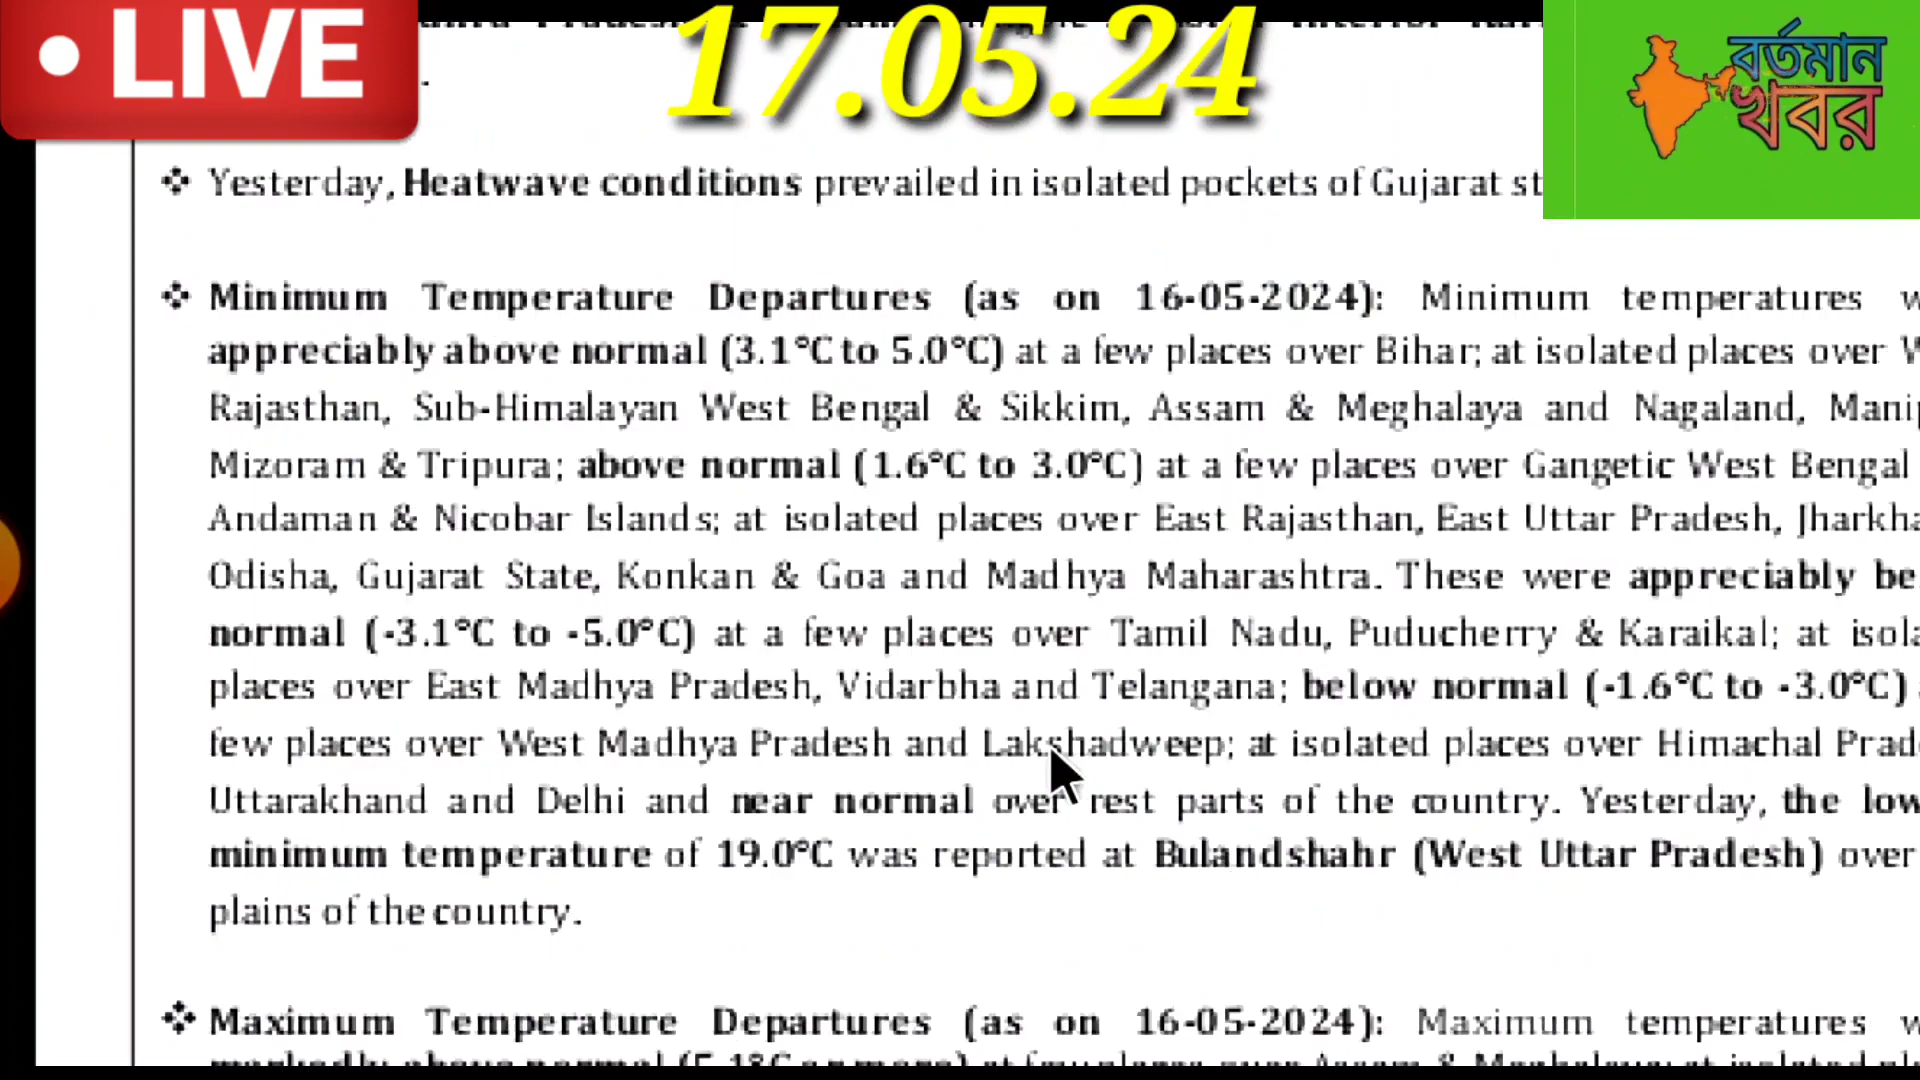 LIVE
17.05.24
বর্তমান
খবর
❖ Yesterday, Heatwave conditions prevailed in isolated pockets of Gujarat st
❖ Minimum Temperature Departures (as on 16-05-2024): Minimum temperatures w
appreciably above normal (3.1°C to 5.0°C) at a few places over Bihar; at isolated places over W
Rajasthan, Sub-Himalayan West Bengal & Sikkim, Assam & Meghalaya and Nagaland, Manip
Mizoram & Tripura; above normal (1.6°C to 3.0°C) at a few places over Gangetic West Bengal
Andaman & Nicobar Islands; at isolated places over East Rajasthan, East Uttar Pradesh, Jharkha
Odisha, Gujarat State, Konkan & Goa and Madhya Maharashtra. These were appreciably be
normal (-3.1°C to -5.0°C) at a few places over Tamil Nadu, Puducherry & Karaikal; at isola
places over East Madhya Pradesh, Vidarbha and Telangana; below normal (-1.6°C to -3.0°C)
few places over West Madhya Pradesh and Lakshadweep; at isolated places over Himachal Prad
Uttarakhand and Delhi and near normal over rest parts of the country. Yesterday, the low
minimum temperature of 19.0°C was reported at Bulandshahr (West Uttar Pradesh) over
plains of the country.
❖ Maximum Temperature Departures (as on 16-05-2024): Maximum temperatures w